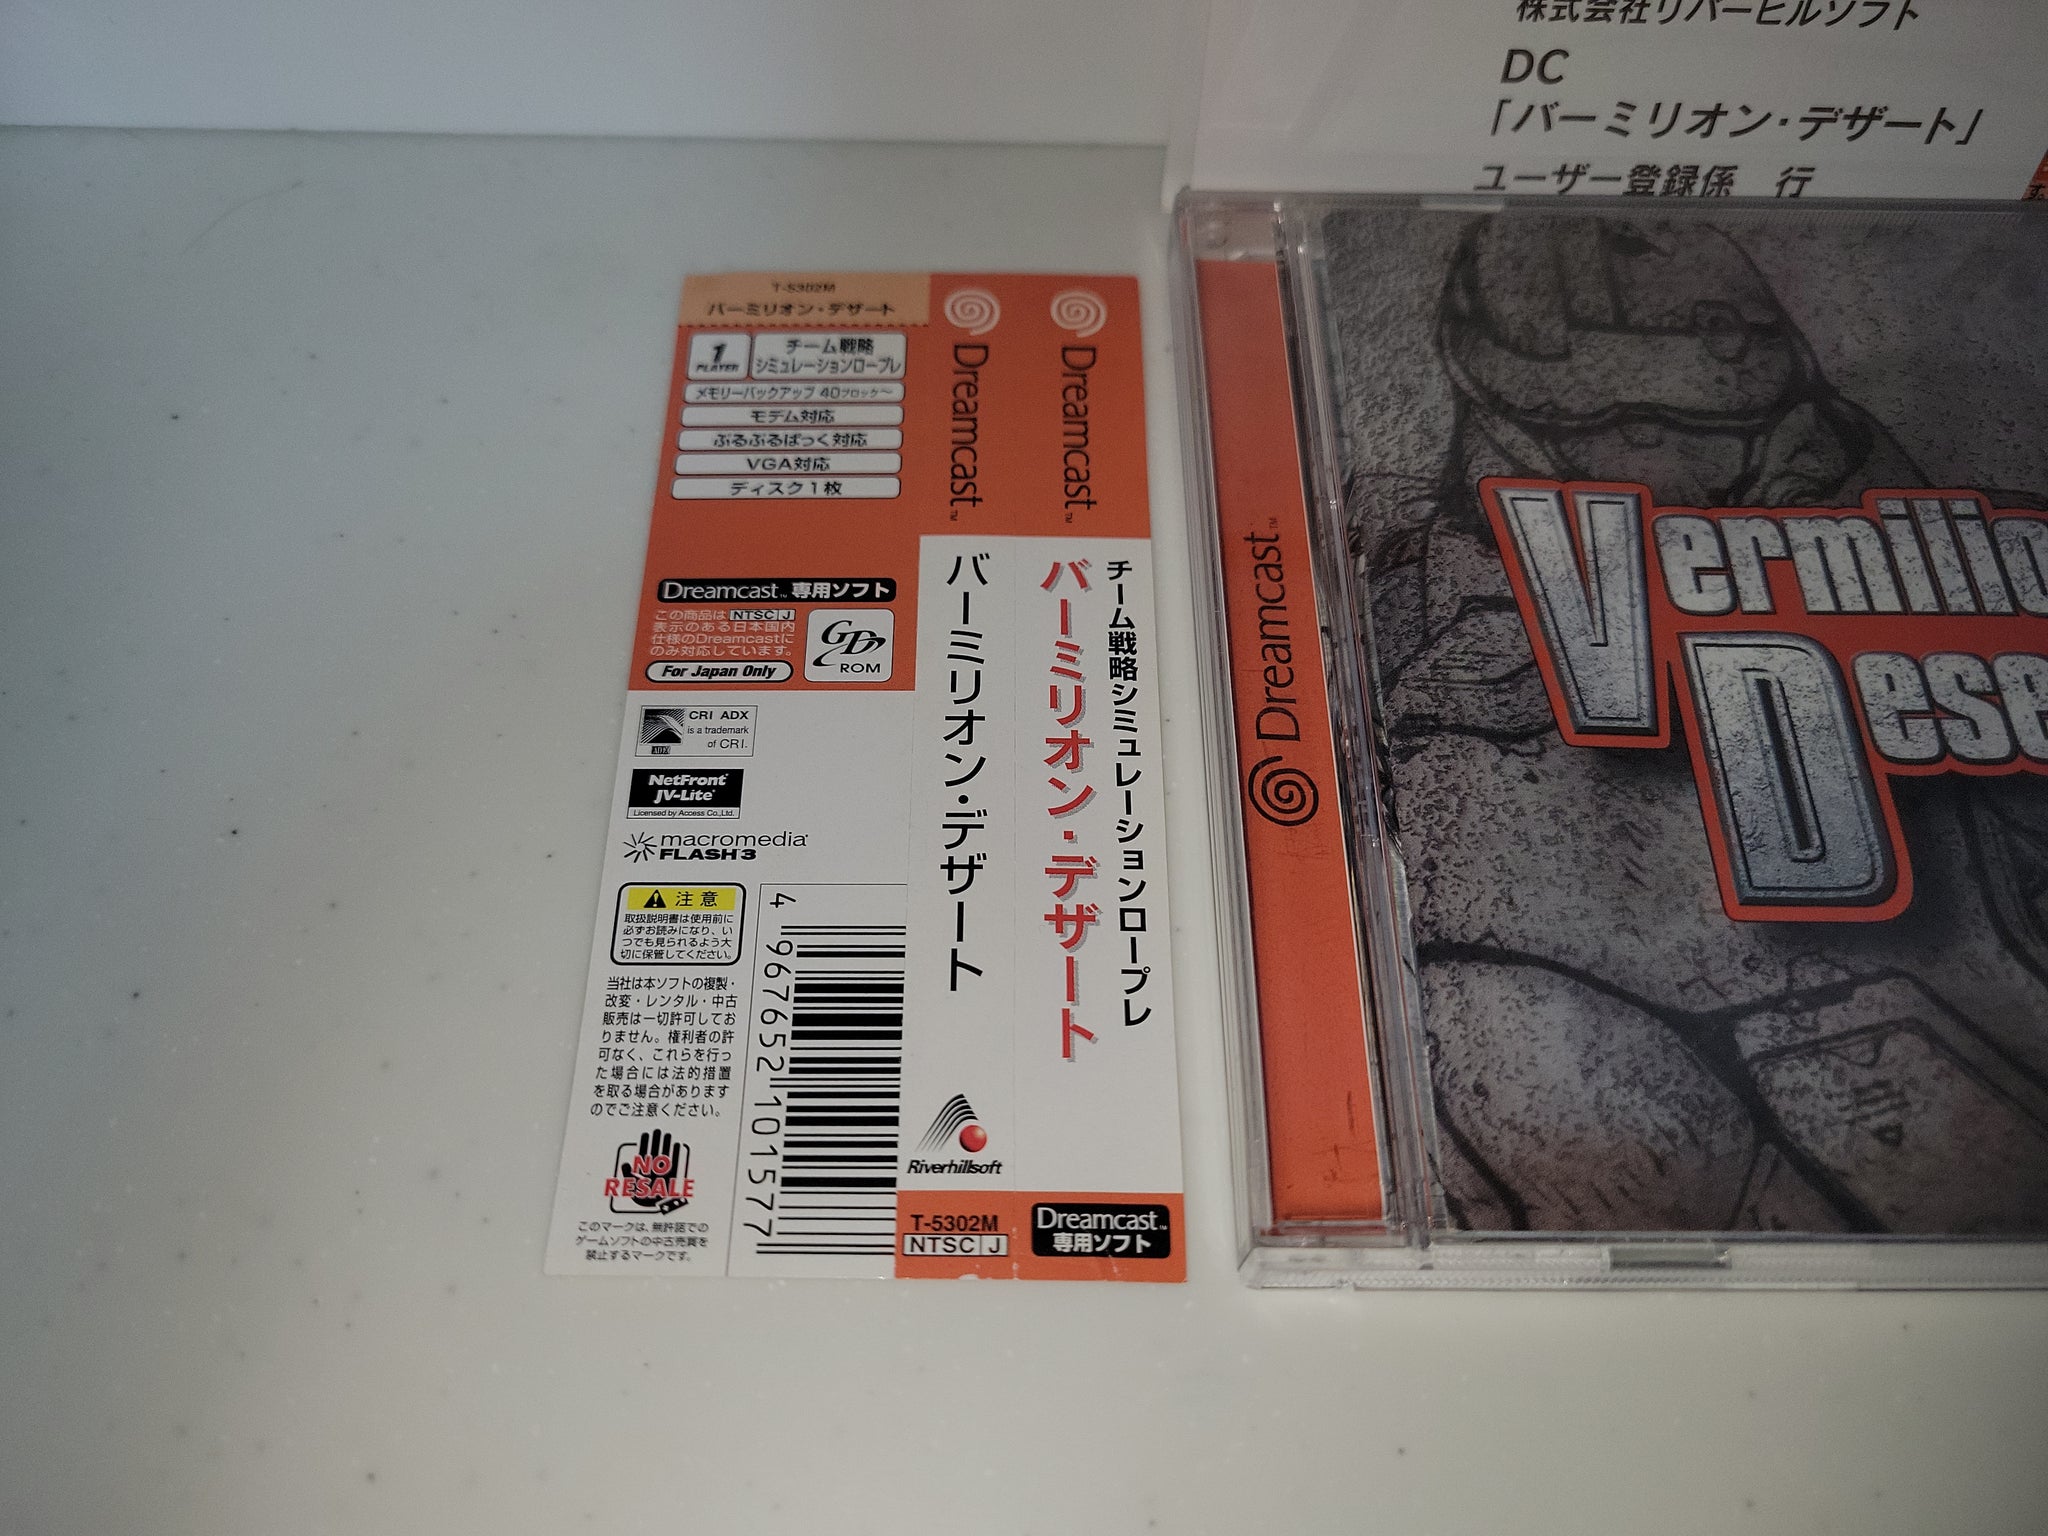 株式会社リバーヒルソフト
DC
「バーミリオン・デザート」
ユーザー登録係 行
T-5302M
バーミリオン・デザート
1
PLAYER
チーム戦略
シミュレーションロープレ
メモリーバックアップ 40ブロック〜
モデム対応
ぷるぷるぱっく対応
VGA対応
ディスク1枚
Dreamcast™ 専用ソフト
この商品は NTSC J
表示のある日本国内
仕様のDreamcastに
のみ対応しています。
For Japan Only
GD
ROM
CRI ADX
is a trademark
of CRI.
ADX
NetFront®
JV-Lite®
Licensed by Access Co.,Ltd.
macromedia®
FLASH™3
注意
取扱説明書は使用前に
必ずお読みになり、い
つでも見られるよう大
切に保管してください。
当社は本ソフトの複製・
改変・レンタル・中古
販売は一切許可してお
りません。権利者の許
可なく、これらを行っ
た場合には法的措置
を取る場合があります
のでご注意ください。
NO
RESALE
このマークは、無許諾での
ゲームソフトの中古売買を
禁止するマークです。
4 967652 101577
Dreamcast™
バーミリオン・デザート
Riverhillsoft
T-5302M
NTSC J
Dreamcast™
チーム戦略シミュレーションロープレ
バーミリオン・デザート
Dreamcast™
専用ソフト
Dreamcast™
Vermilio
Dese